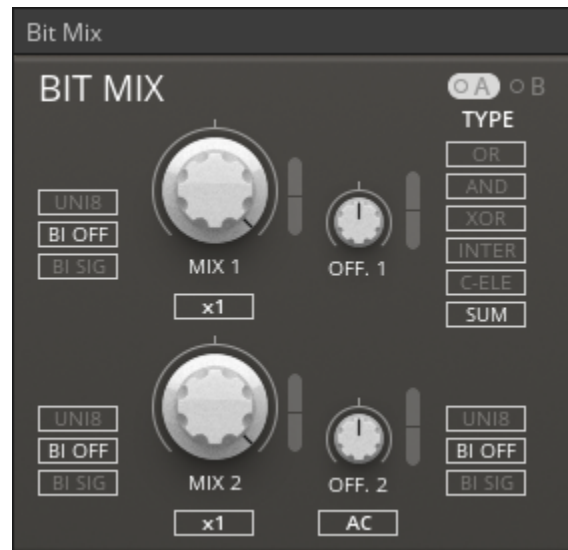 Bit Mix
BIT MIX
A B
TYPE
OR
AND
XOR
INTER
C-ELE
SUM
UNI8
BI OFF
BI SIG
MIX 1
OFF. 1
x1
UNI8
BI OFF
BI SIG
MIX 2
OFF. 2
x1
AC
UNI8
BI OFF
BI SIG